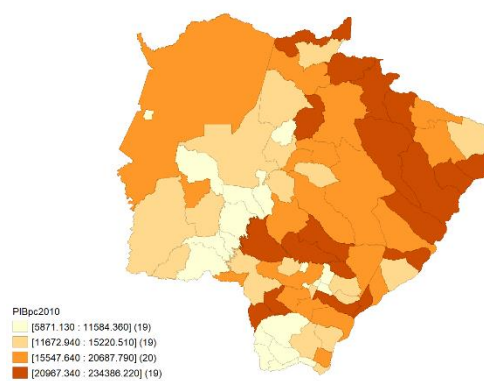 PIBpc2010
[5871.130 : 11584.360] (19)
[11672.940 : 15220.510] (19)
[15547.640 : 20687.790] (20)
[20967.340 : 234386.220] (19)